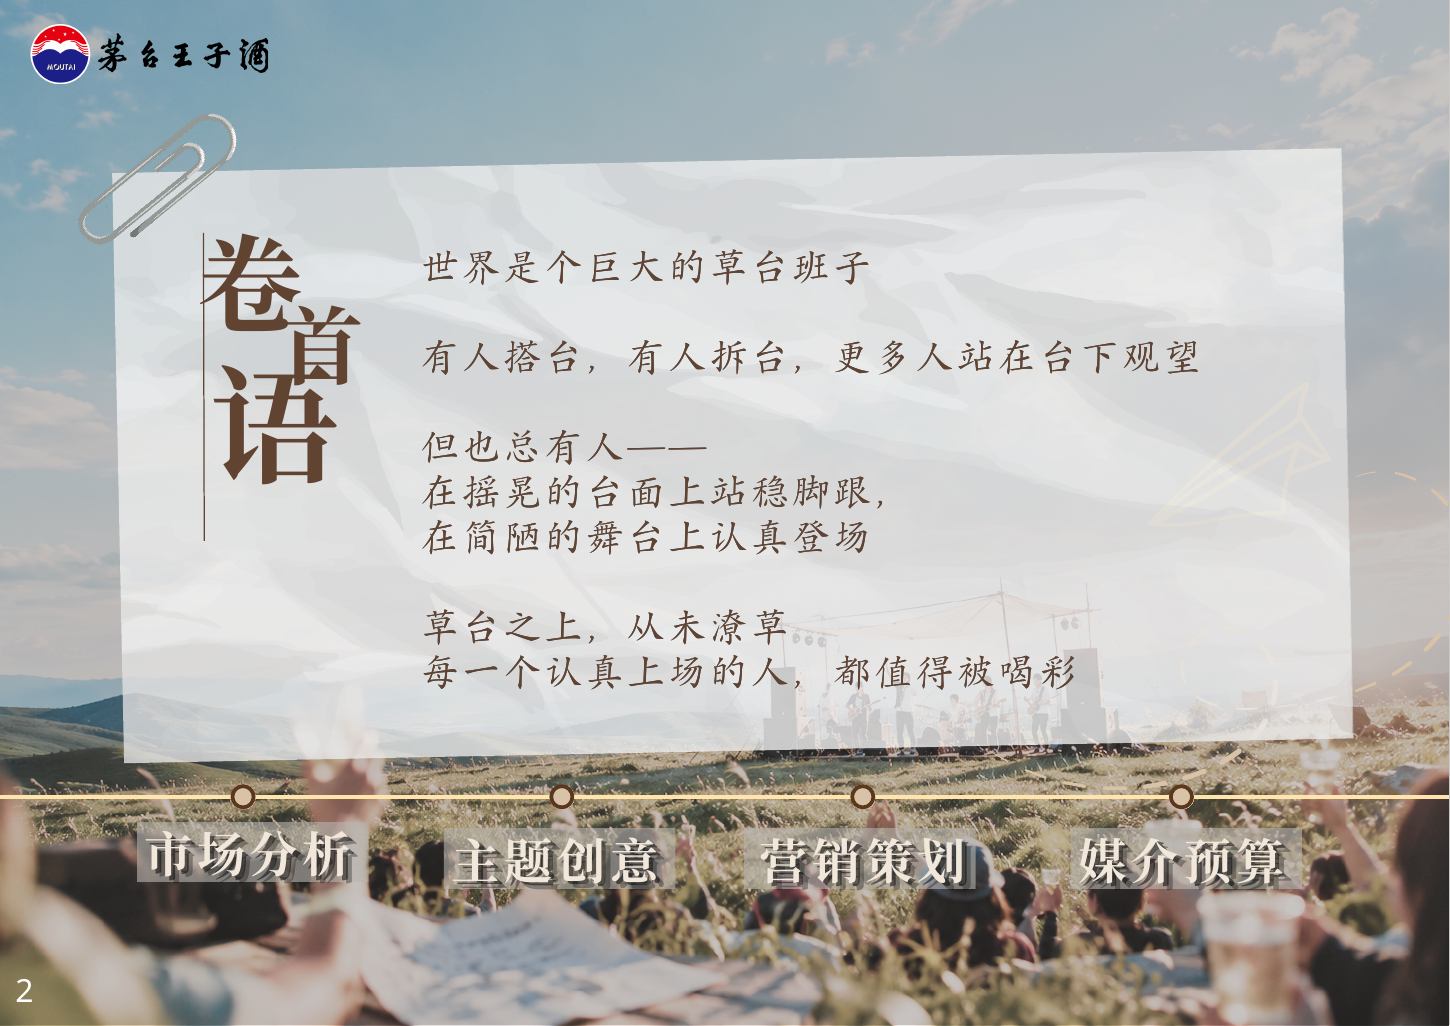 MOUTAI
茅台王子酒
卷首语
世界是个巨大的草台班子
有人搭台，有人拆台，更多人站在台下观望
但也总有人——
在摇晃的台面上站稳脚跟，
在简陋的舞台上认真登场
草台之上，从未潦草
每一个认真上场的人，都值得被喝彩
市场分析
主题创意
营销策划
媒介预算
2